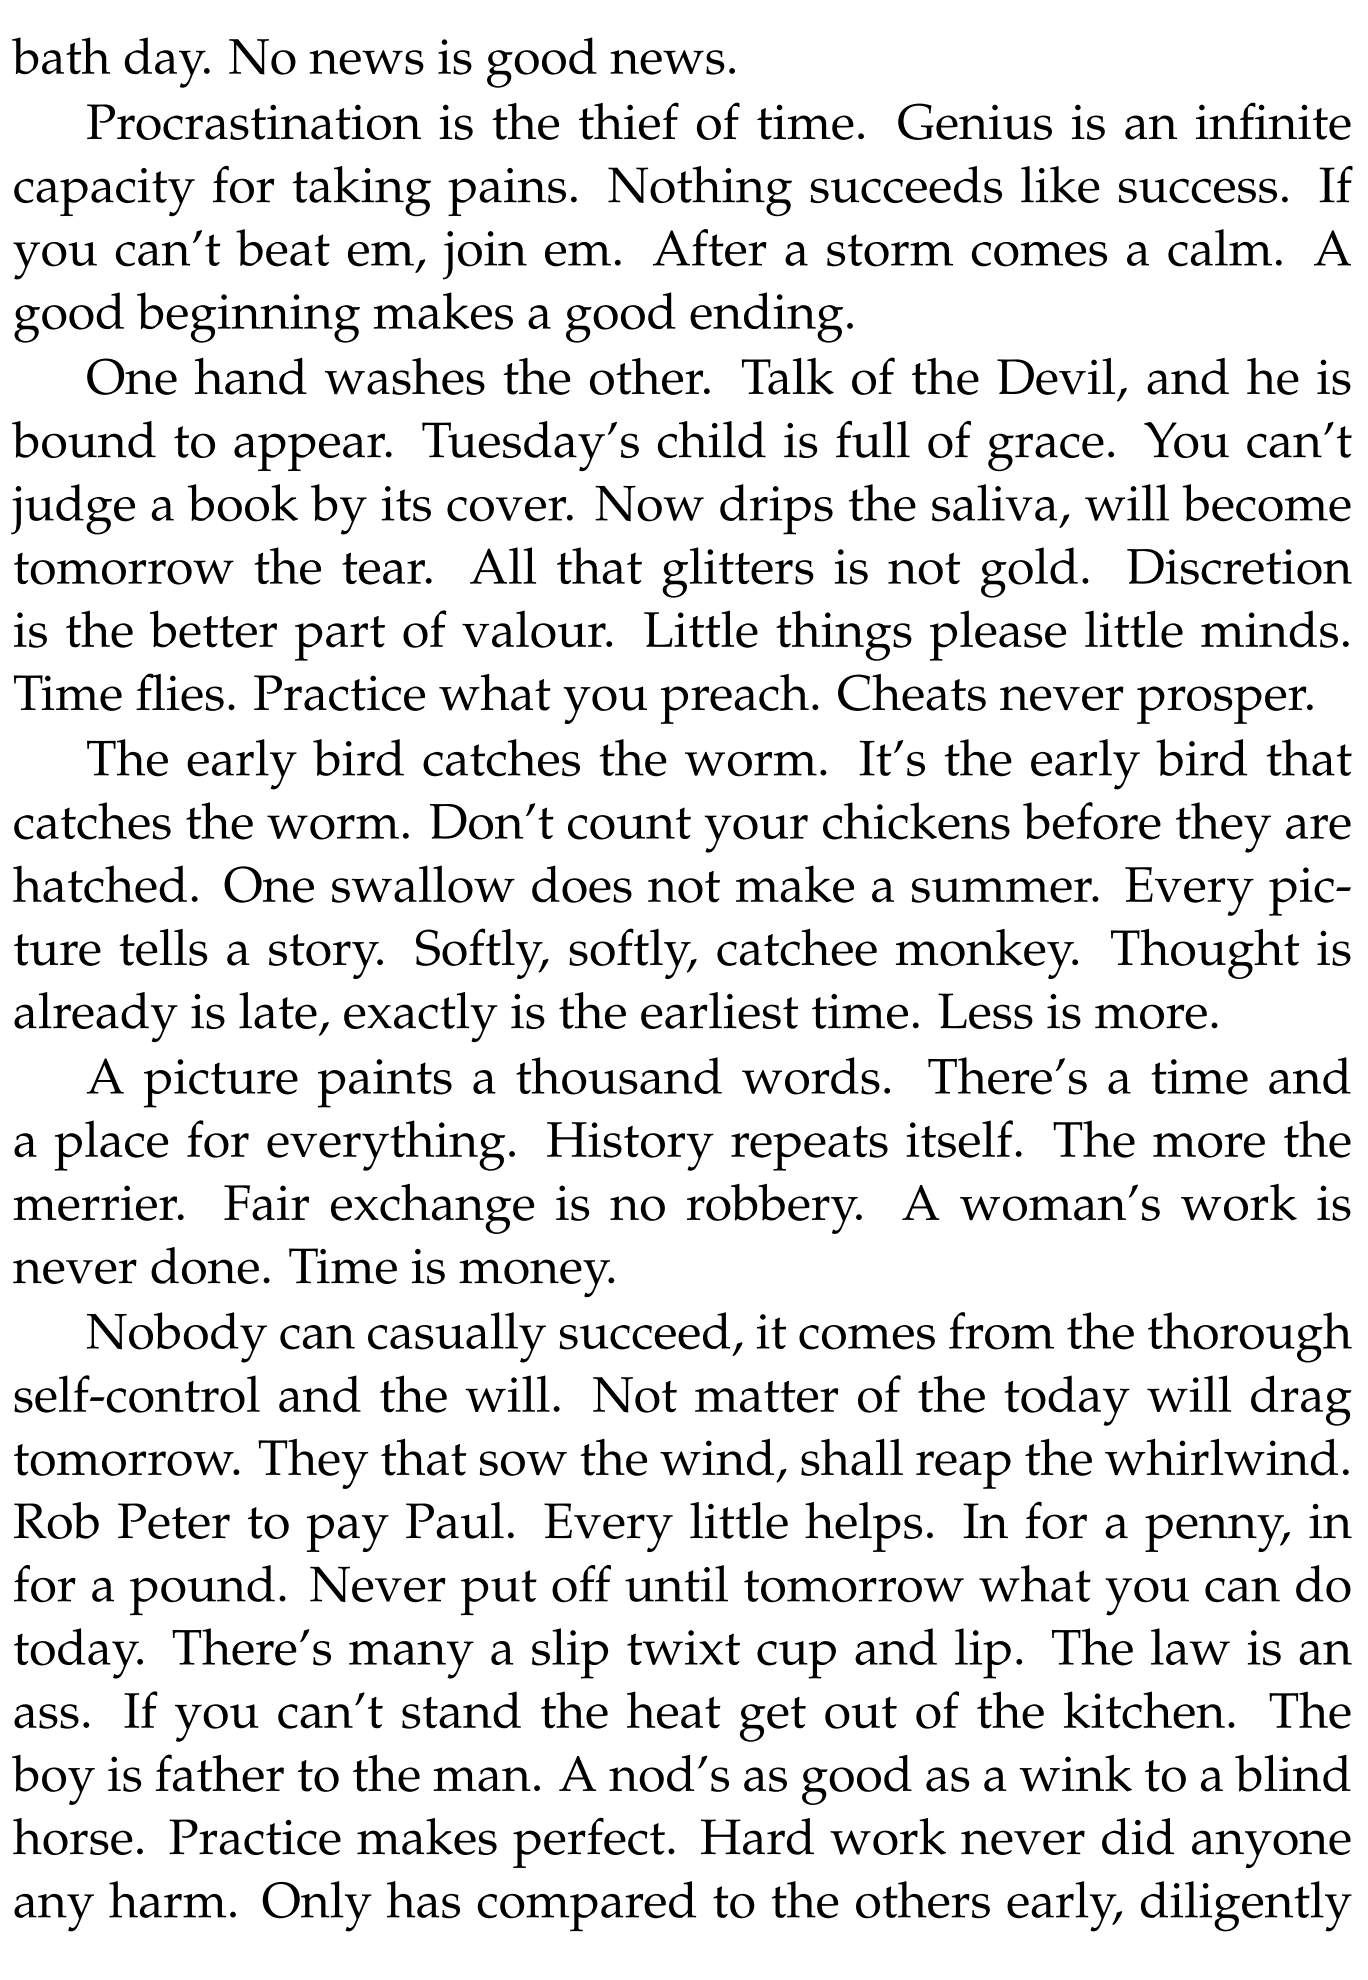 bath day. No news is good news.
Procrastination is the thief of time. Genius is an infinite
capacity for taking pains. Nothing succeeds like success. If
you can’t beat em, join em. After a storm comes a calm. A
good beginning makes a good ending.
One hand washes the other. Talk of the Devil, and he is
bound to appear. Tuesday’s child is full of grace. You can’t
judge a book by its cover. Now drips the saliva, will become
tomorrow the tear. All that glitters is not gold. Discretion
is the better part of valour. Little things please little minds.
Time flies. Practice what you preach. Cheats never prosper.
The early bird catches the worm. It’s the early bird that
catches the worm. Don’t count your chickens before they are
hatched. One swallow does not make a summer. Every pic-
ture tells a story. Softly, softly, catchee monkey. Thought is
already is late, exactly is the earliest time. Less is more.
A picture paints a thousand words. There’s a time and
a place for everything. History repeats itself. The more the
merrier. Fair exchange is no robbery. A woman’s work is
never done. Time is money.
Nobody can casually succeed, it comes from the thorough
self-control and the will. Not matter of the today will drag
tomorrow. They that sow the wind, shall reap the whirlwind.
Rob Peter to pay Paul. Every little helps. In for a penny, in
for a pound. Never put off until tomorrow what you can do
today. There’s many a slip twixt cup and lip. The law is an
ass. If you can’t stand the heat get out of the kitchen. The
boy is father to the man. A nod’s as good as a wink to a blind
horse. Practice makes perfect. Hard work never did anyone
any harm. Only has compared to the others early, diligently